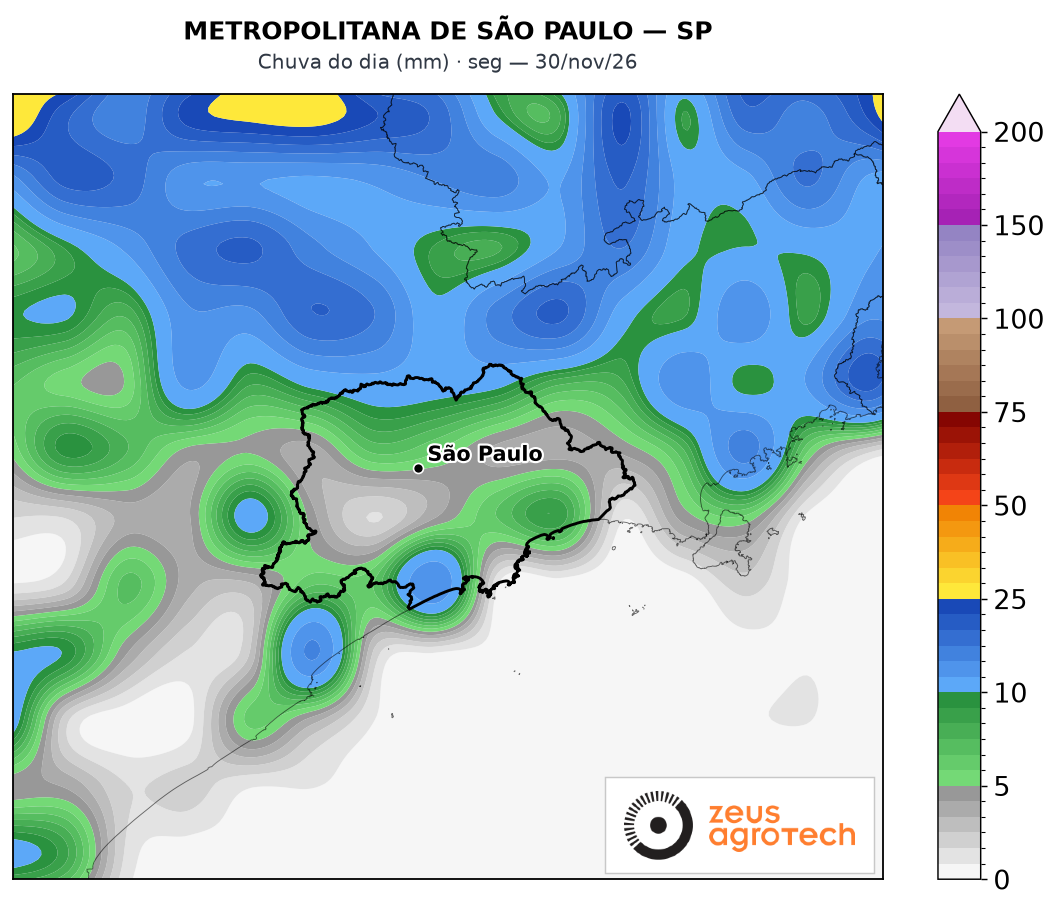 METROPOLITANA DE SÃO PAULO — SP
Chuva do dia (mm) · seg — 30/nov/26
São Paulo
200
150
100
75
50
25
10
5
0
zeus
agrotech